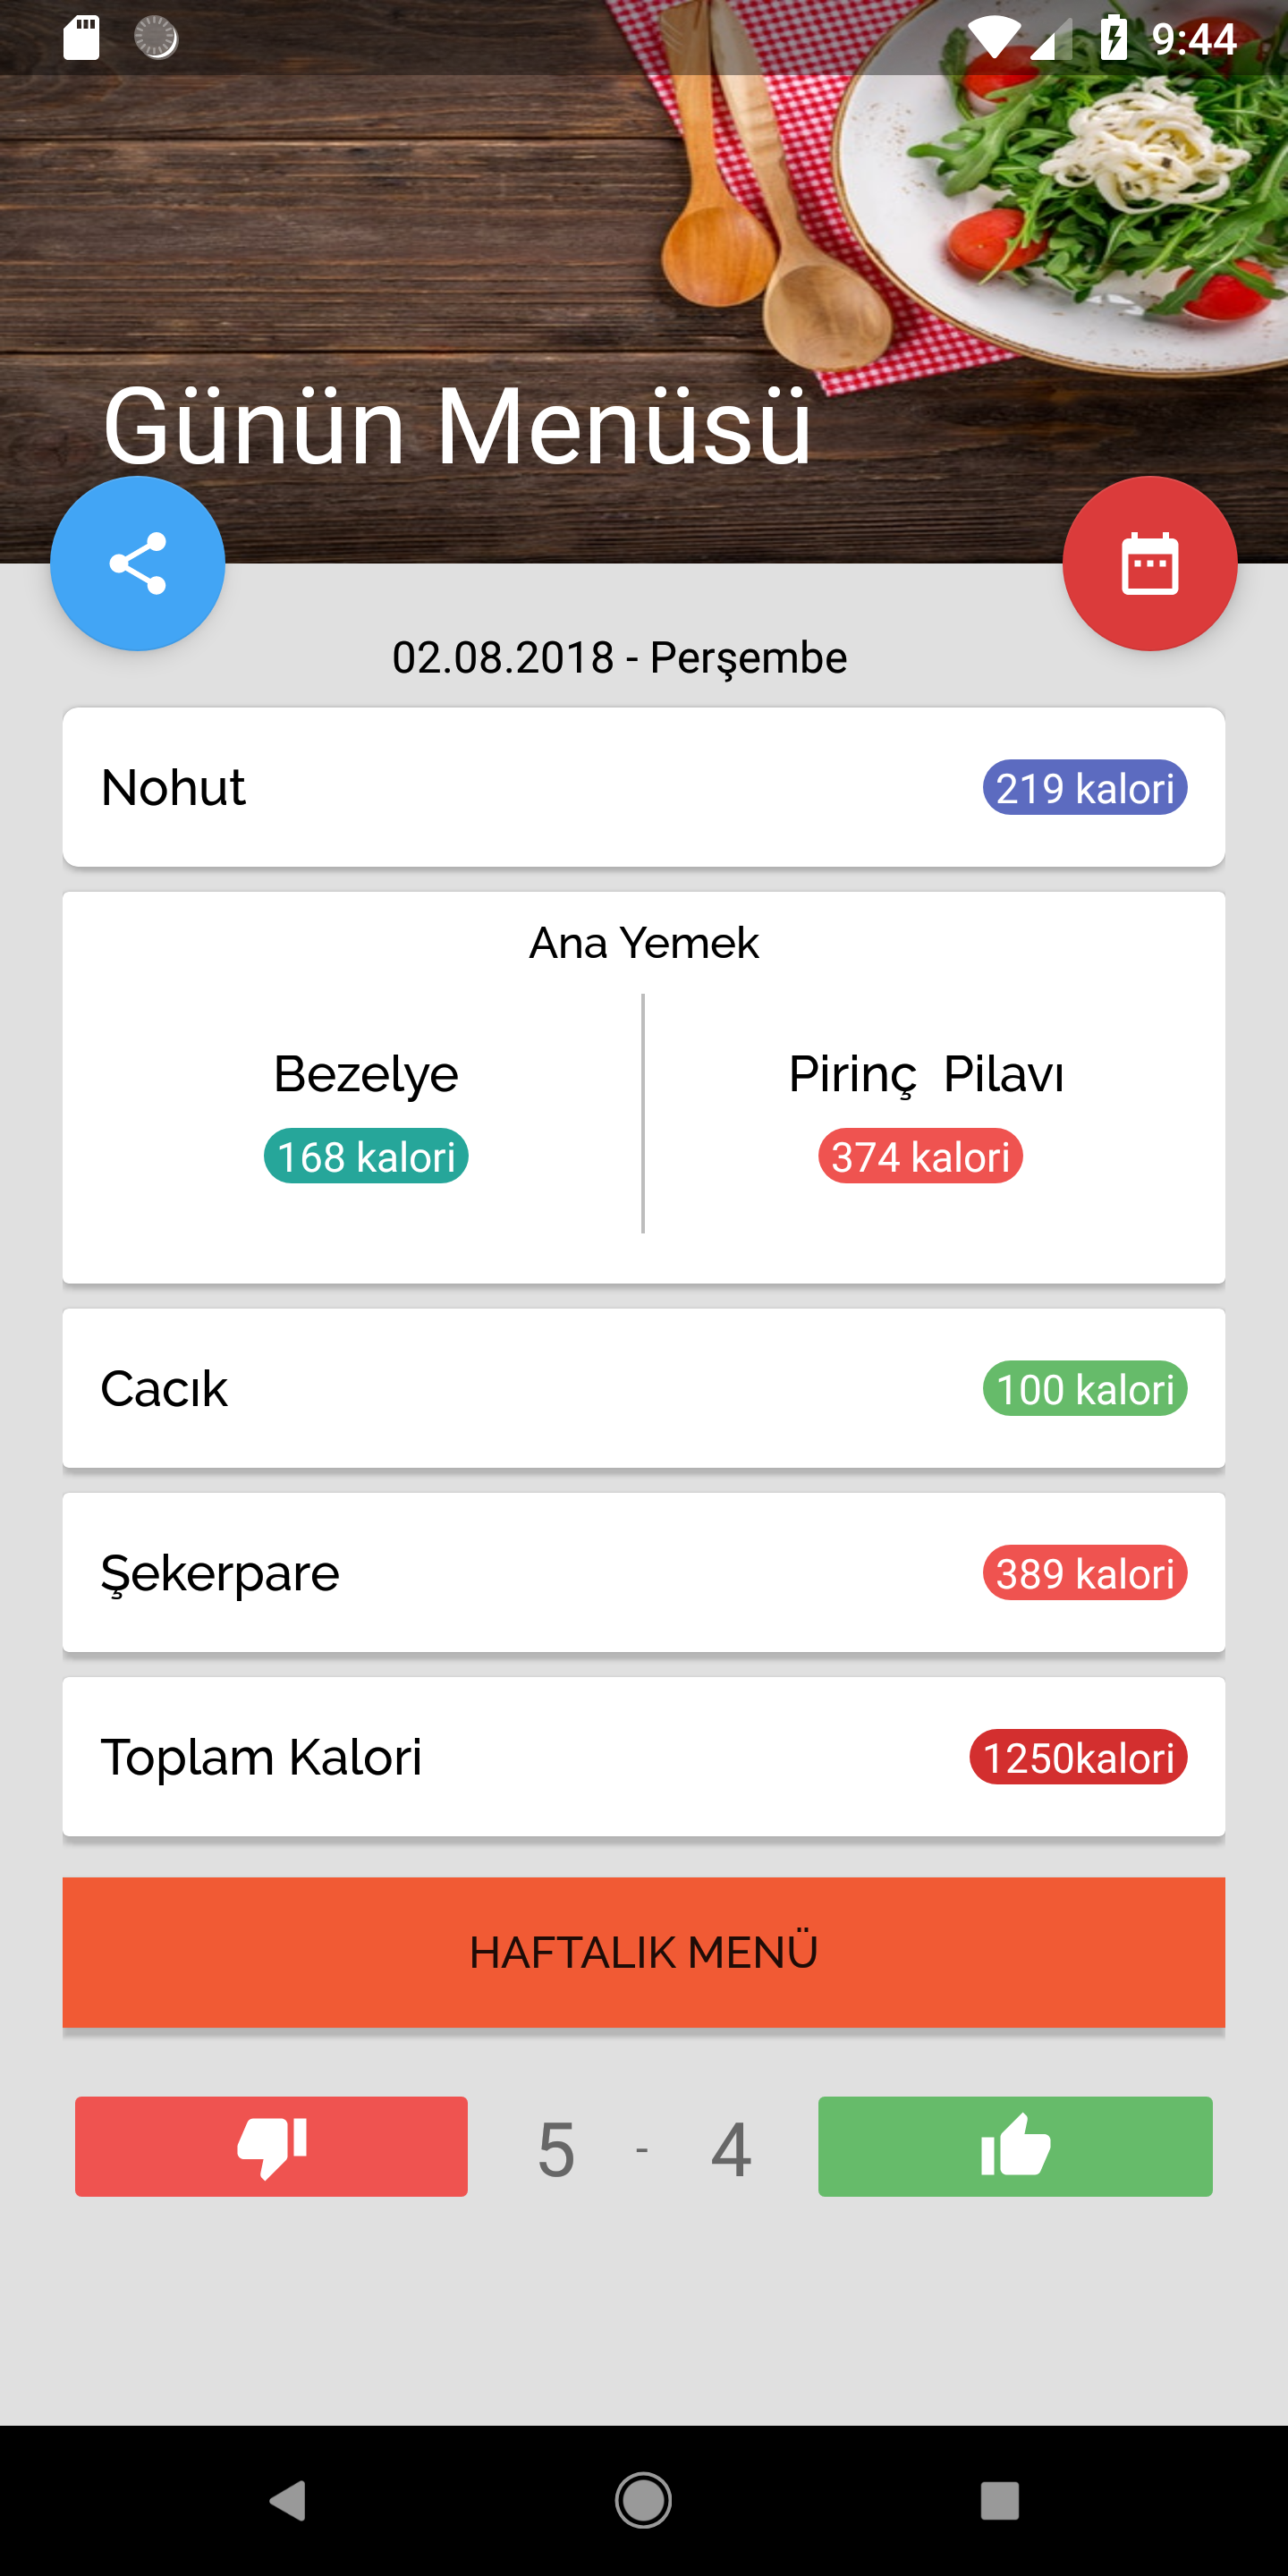 9:44
Günün Menüsü
02.08.2018 - Perşembe
Nohut 219 kalori
Ana Yemek
Bezelye Pirinç Pilavı
168 kalori 374 kalori
Cacık 100 kalori
Şekerpare 389 kalori
Toplam Kalori 1250kalori
HAFTALIK MENÜ
5 - 4